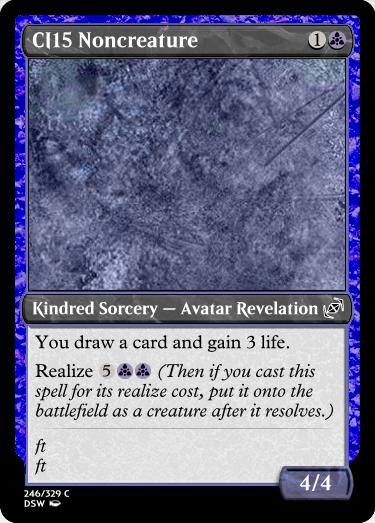 CJ15 Noncreature 1
Kindred Sorcery — Avatar Revelation
You draw a card and gain 3 life.
Realize 5 (Then if you cast this
spell for its realize cost, put it onto the
battlefield as a creature after it resolves.)
ft
ft
4/4
246/329 C
DSW